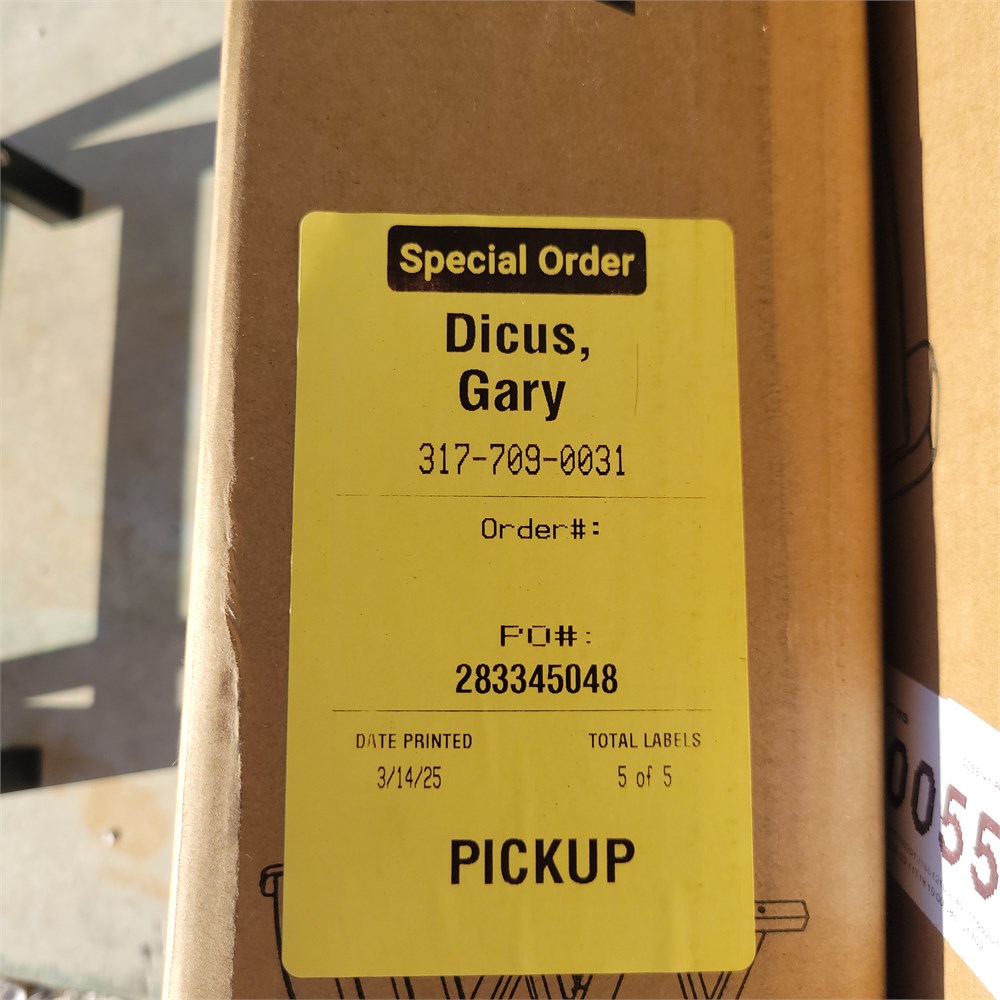 Special Order
Dicus,
Gary
317-709-0031
Order#:
PO#:
283345048
DATE PRINTED
TOTAL LABELS
3/14/25
5 of 5
PICKUP
0055